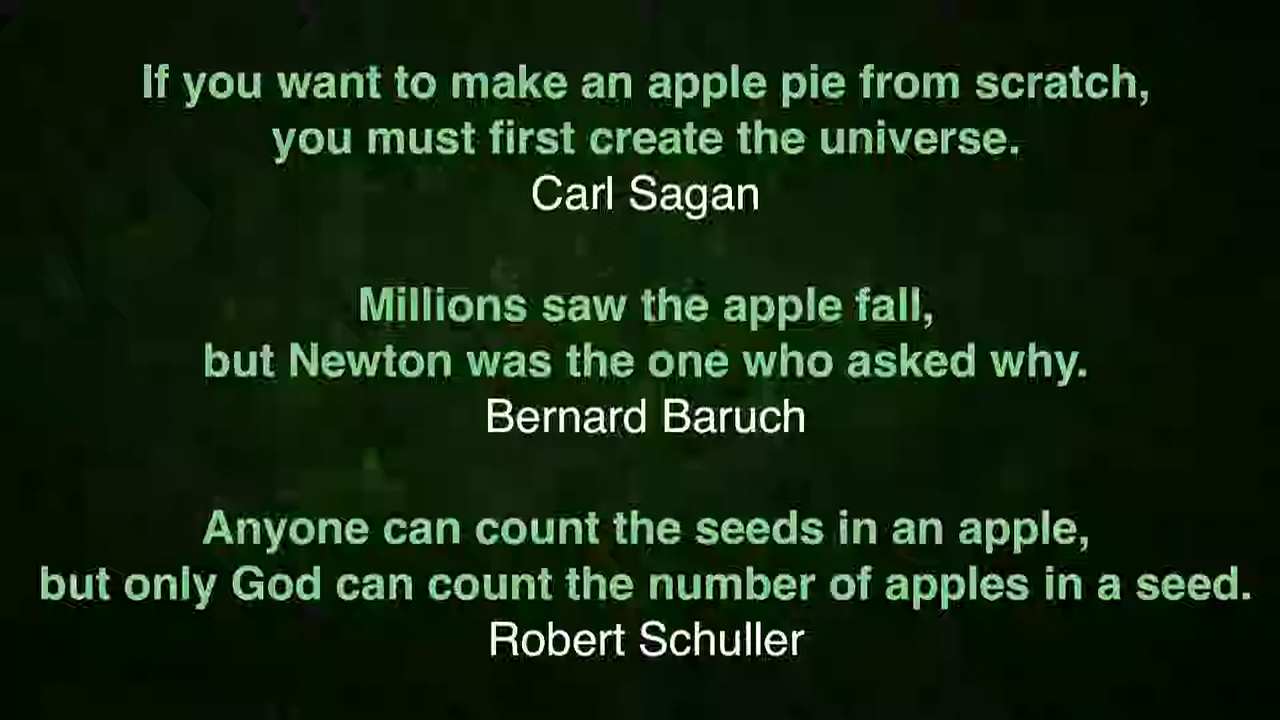 If you want to make an apple pie from scratch,
you must first create the universe.
Carl Sagan
Millions saw the apple fall,
but Newton was the one who asked why.
Bernard Baruch
Anyone can count the seeds in an apple,
but only God can count the number of apples in a seed.
Robert Schuller